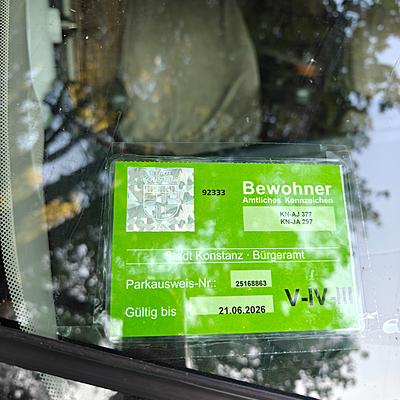 92333
Bewohner
Amtliches Kennzeichen
KN-AJ 377
KN-JA 297
Stadt Konstanz · Bürgeramt
Parkausweis-Nr.: 25168863
Gültig bis 21.06.2026
V-IV-III